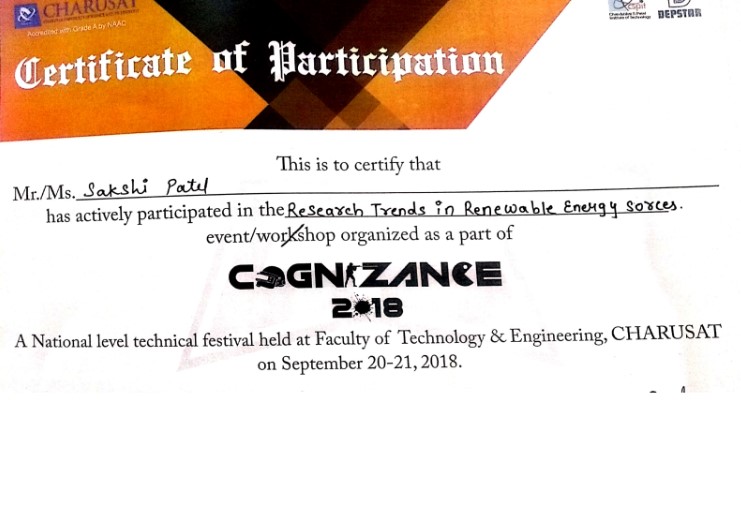 CHARUSAT
Accredited with Grade A by NAAC
DEPSTAR
Certificate of Participation
This is to certify that
Mr./Ms. Sakshi Patel
has actively participated in the Research Trends in Renewable Energy Sorces.
event/workshop organized as a part of
COGNIZANCE
2018
A National level technical festival held at Faculty of Technology & Engineering, CHARUSAT
on September 20-21, 2018.